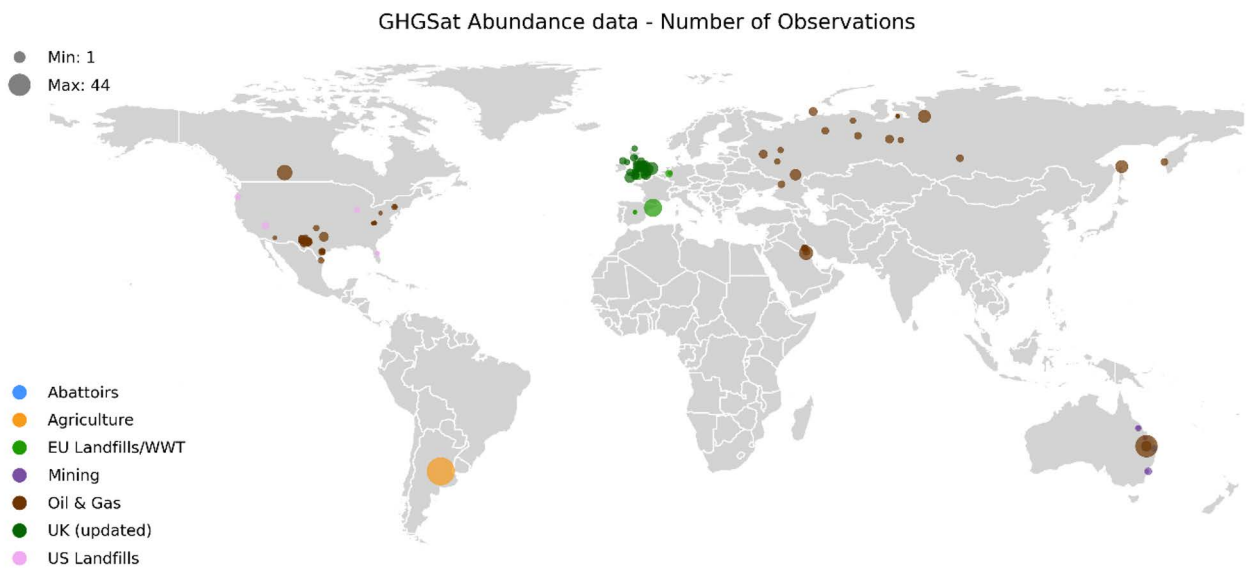 GHGSat Abundance data - Number of Observations
Min: 1
Max: 44
Abattoirs
Agriculture
EU Landfills/WWT
Mining
Oil & Gas
UK (updated)
US Landfills